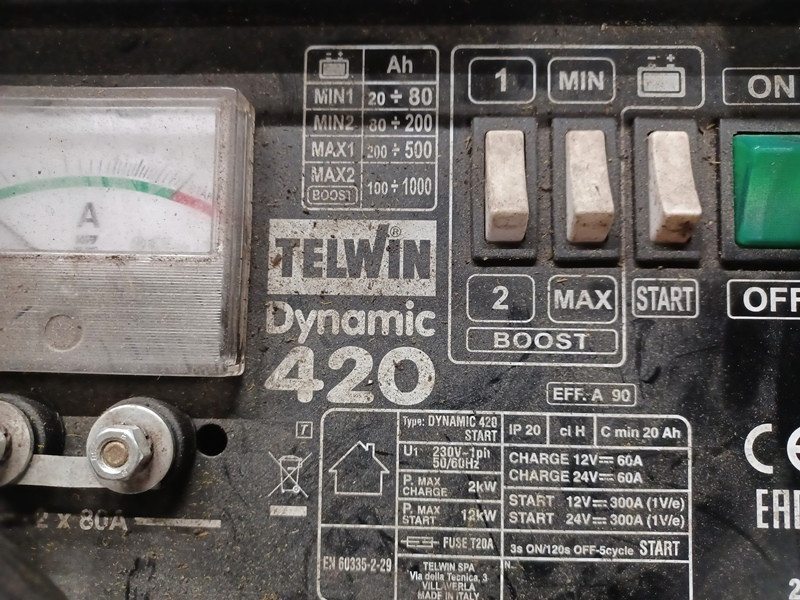 Ah
MIN1 20 ÷ 80
MIN2 80 ÷ 200
MAX1 200 ÷ 500
MAX2
BOOST 100 ÷ 1000
1 MIN
ON
A
TELWIN®
Dynamic
420
2 MAX START
OFF
BOOST
EFF. A 90
2 x 80A
T
Type: DYNAMIC 420
START
IP 20 ci H C min 20 Ah
U1 230V~1ph
50/60Hz
CHARGE 12V 60A
CHARGE 24V 60A
P. MAX
CHARGE 2kW
P. MAX
START 12kW
START 12V 300A (1V/e)
START 24V 300A (1V/e)
FUSE T20A
3s ON/120s OFF-5cycle START
EN 60335-2-29
TELWIN SPA
Via della Tecnica, 3
VILLAVERLA
MADE IN ITALY
N.
CE
EAC
2